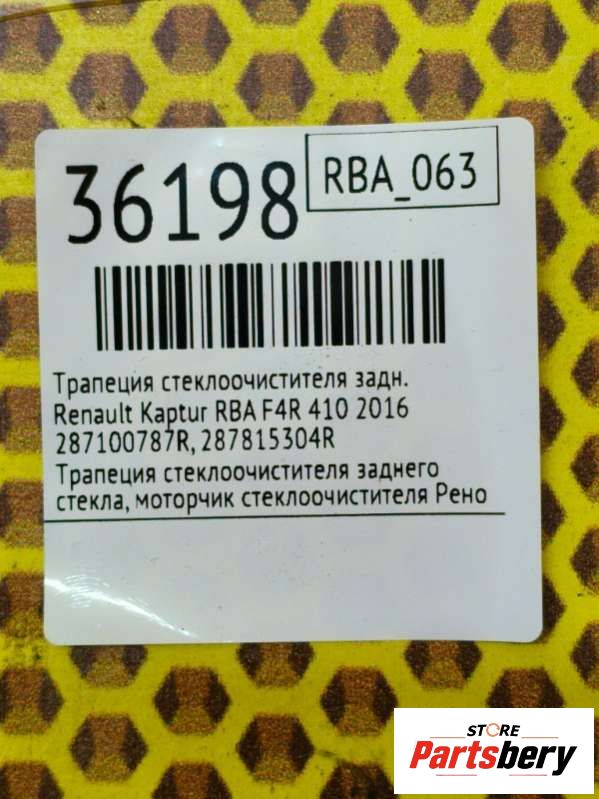 36198
RBA_063
Трапеция стеклоочистителя задн.
Renault Kaptur RBA F4R 410 2016
287100787R, 287815304R
Трапеция стеклоочистителя заднего
стекла, моторчик стеклоочистителя Рено
STORE
Partsbery